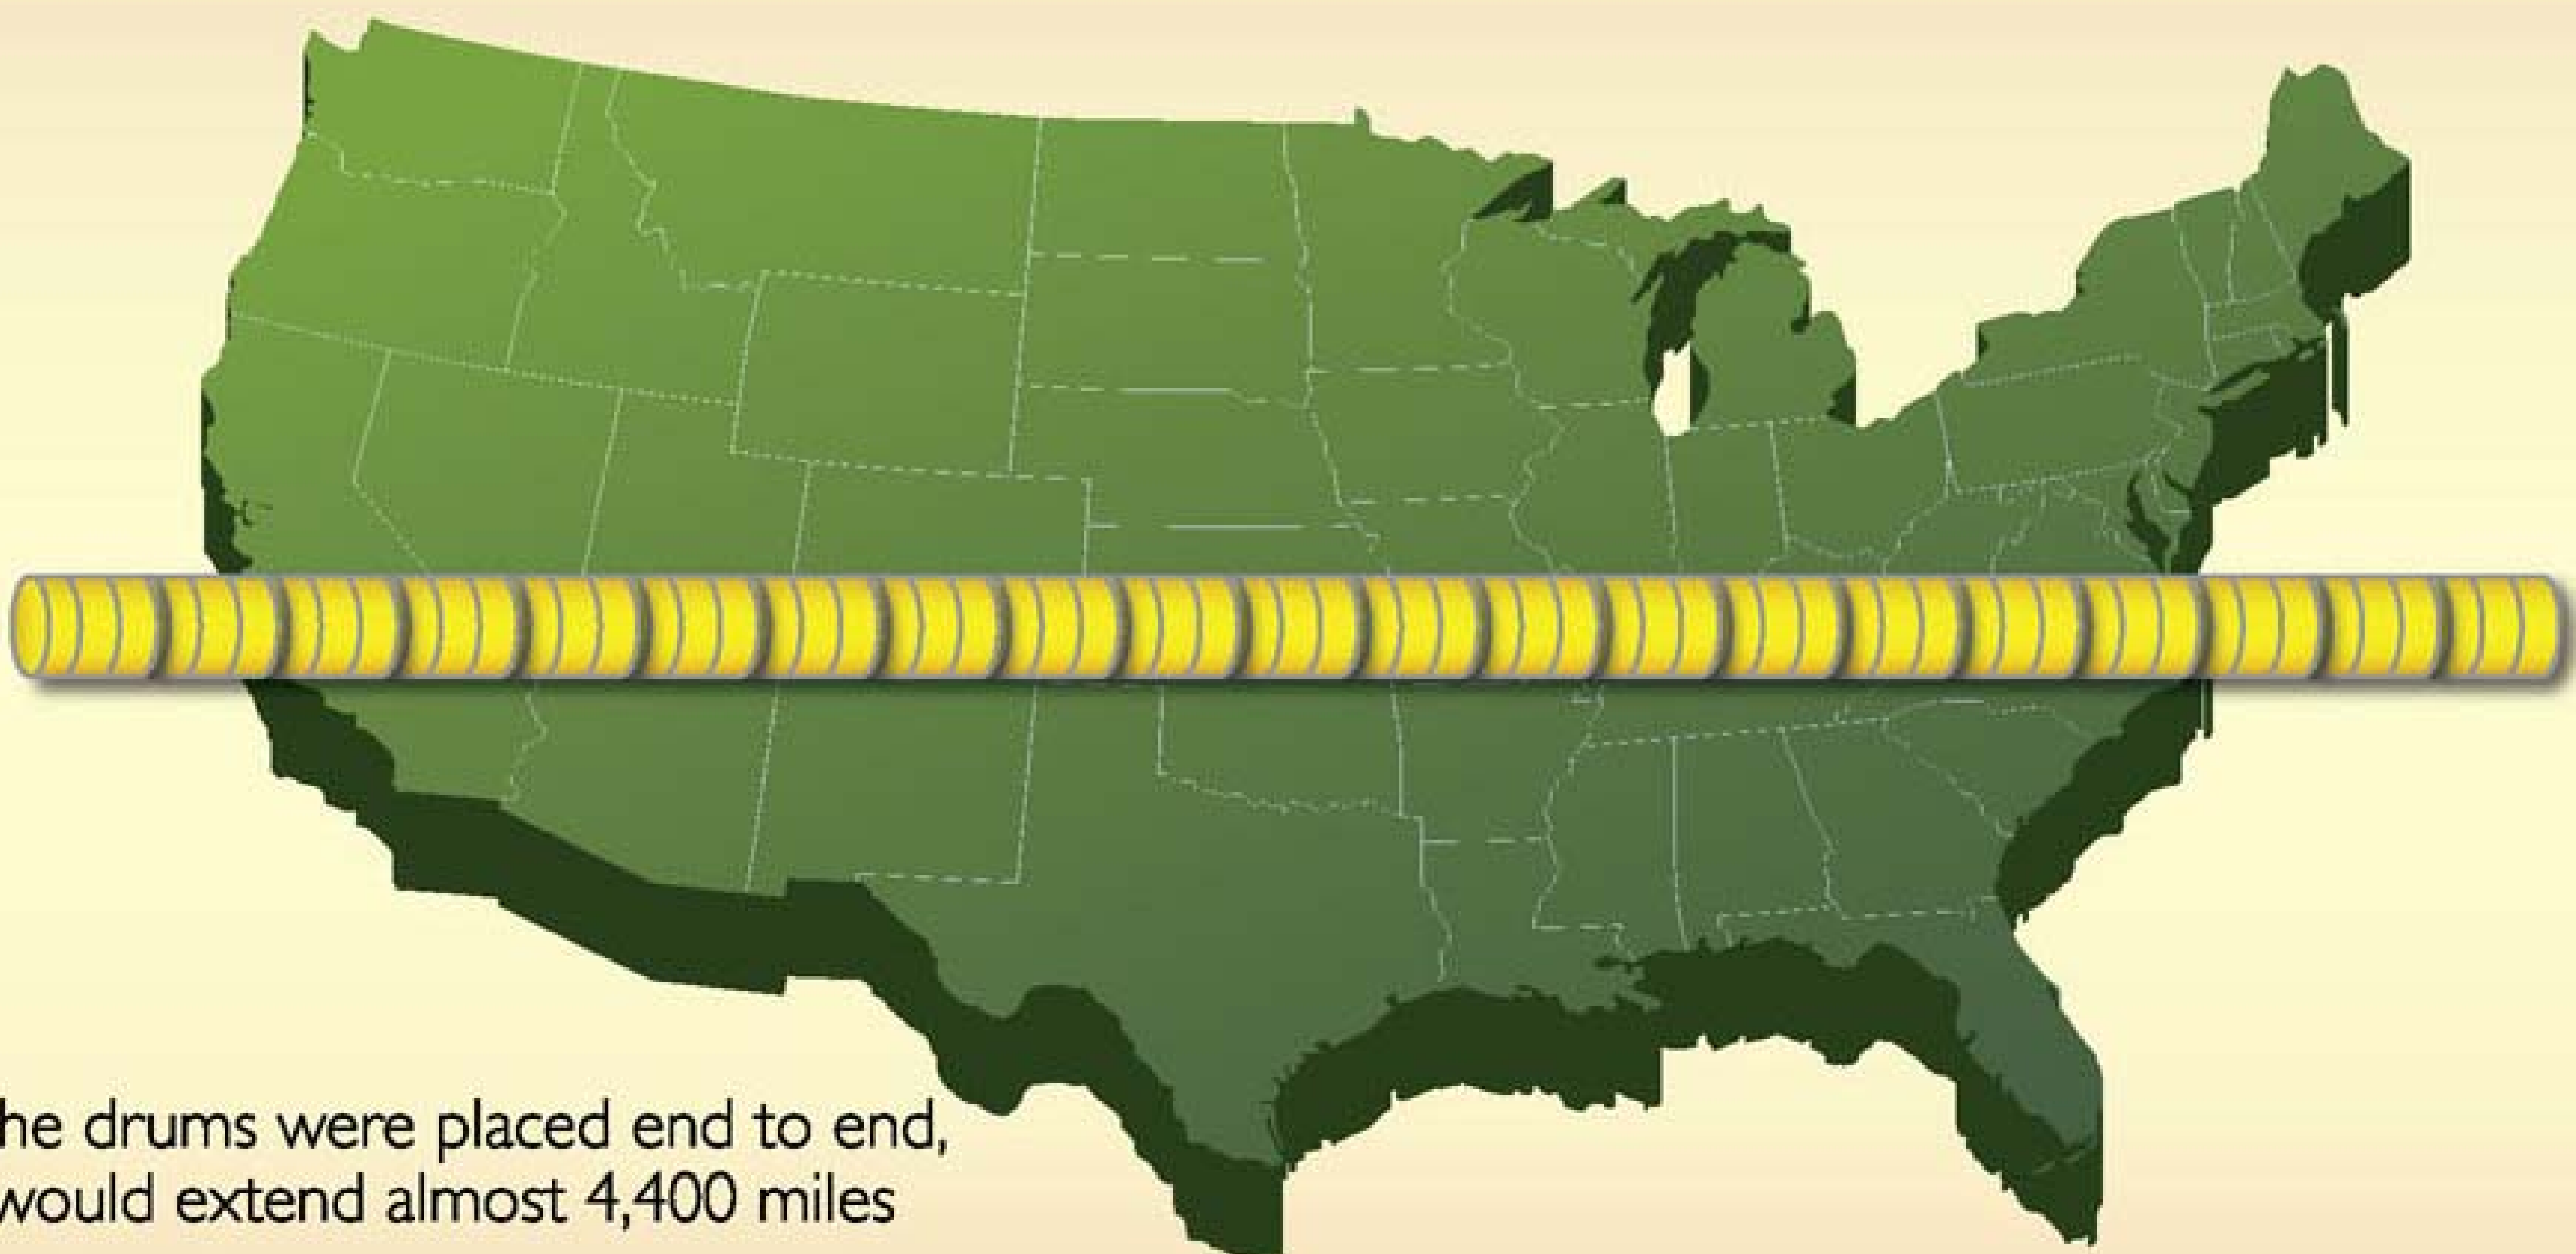 he drums were placed end to end,
would extend almost 4,400 miles